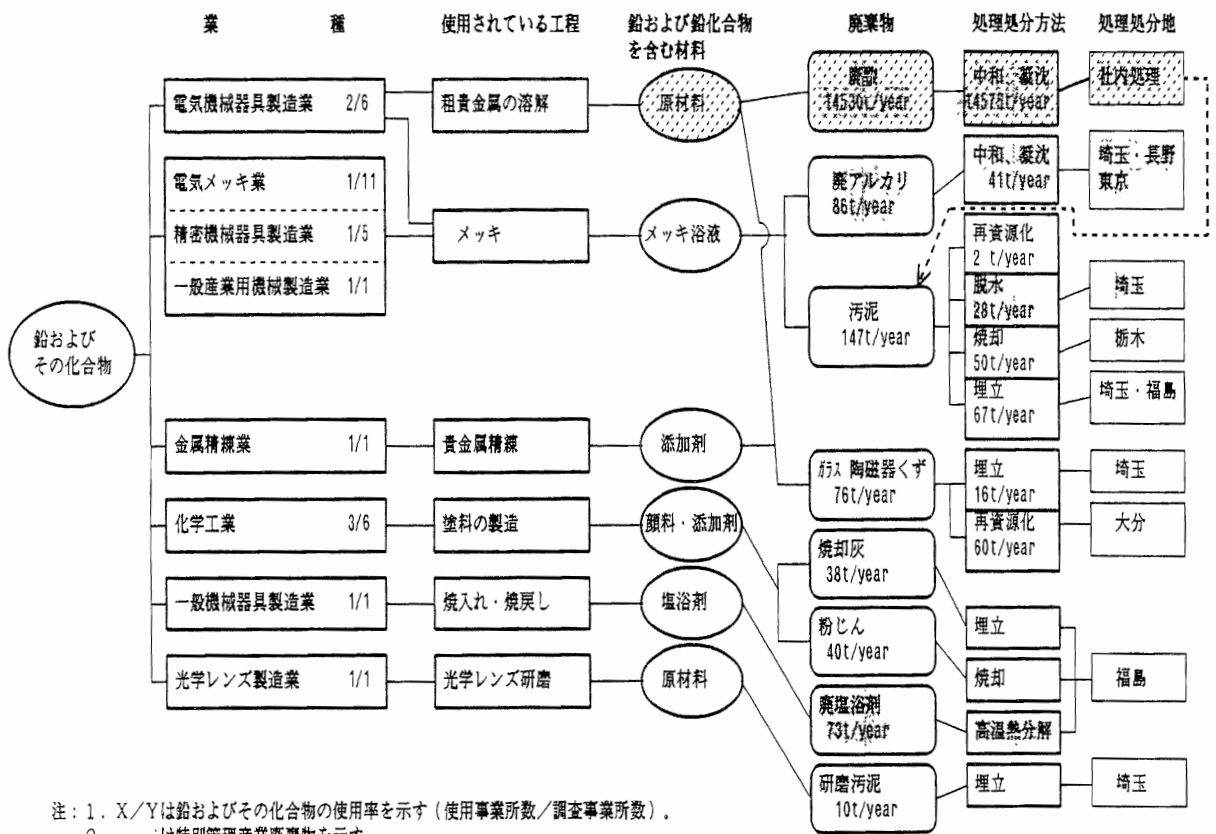 業種
使用されている工程
鉛および鉛化合物
を含む材料
廃棄物
処理処分方法
処理処分地
鉛および
その化合物
電気機械器具製造業 2/6
電気メッキ業 1/11
精密機械器具製造業 1/5
一般産業用機械製造業 1/1
金属精練業 1/1
化学工業 3/6
一般機械器具製造業 1/1
光学レンズ製造業 1/1
粗貴金属の溶解
メッキ
貴金属精練
塗料の製造
焼入れ・焼戻し
光学レンズ研磨
原材料
メッキ浴液
添加剤
顔料・添加剤
塩浴剤
原材料
廃酸
14530t/year
廃アルカリ
86t/year
汚泥
147t/year
ガラス 陶磁器くず
76t/year
焼却灰
38t/year
粉じん
40t/year
廃塩浴剤
73t/year
研磨汚泥
10t/year
中和、凝沈
14578t/year
中和、凝沈
41t/year
再資源化
2 t/year
脱水
28t/year
焼却
50t/year
埋立
67t/year
埋立
16t/year
再資源化
60t/year
埋立
焼却
高温熱分解
埋立
社内処理
埼玉・長野
東京
埼玉
栃木
埼玉・福島
埼玉
大分
福島
埼玉
注：1．X／Yは鉛およびその化合物の使用率を示す（使用事業所数／調査事業所数）．